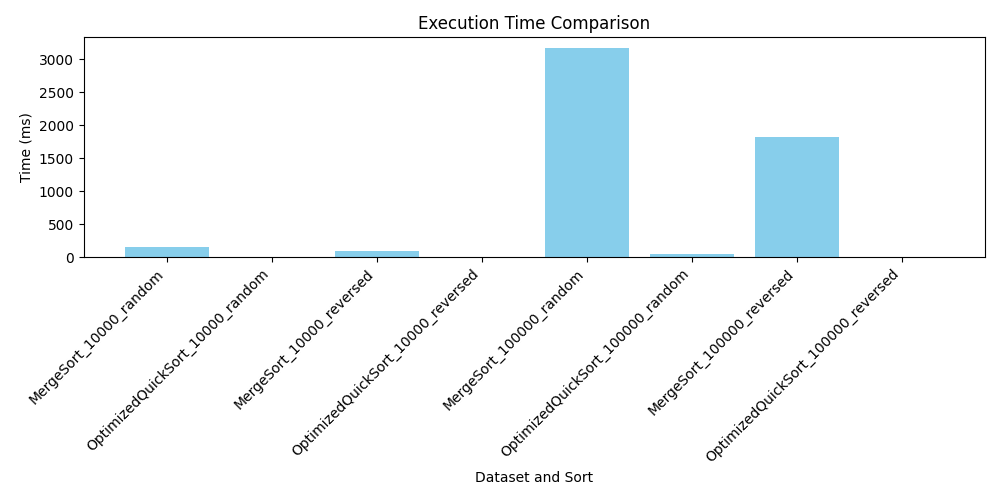 Execution Time Comparison
Time (ms)
3000
2500
2000
1500
1000
500
0
MergeSort_10000_random
OptimizedQuickSort_10000_random
MergeSort_10000_reversed
OptimizedQuickSort_10000_reversed
MergeSort_100000_random
OptimizedQuickSort_100000_random
MergeSort_100000_reversed
OptimizedQuickSort_100000_reversed
Dataset and Sort